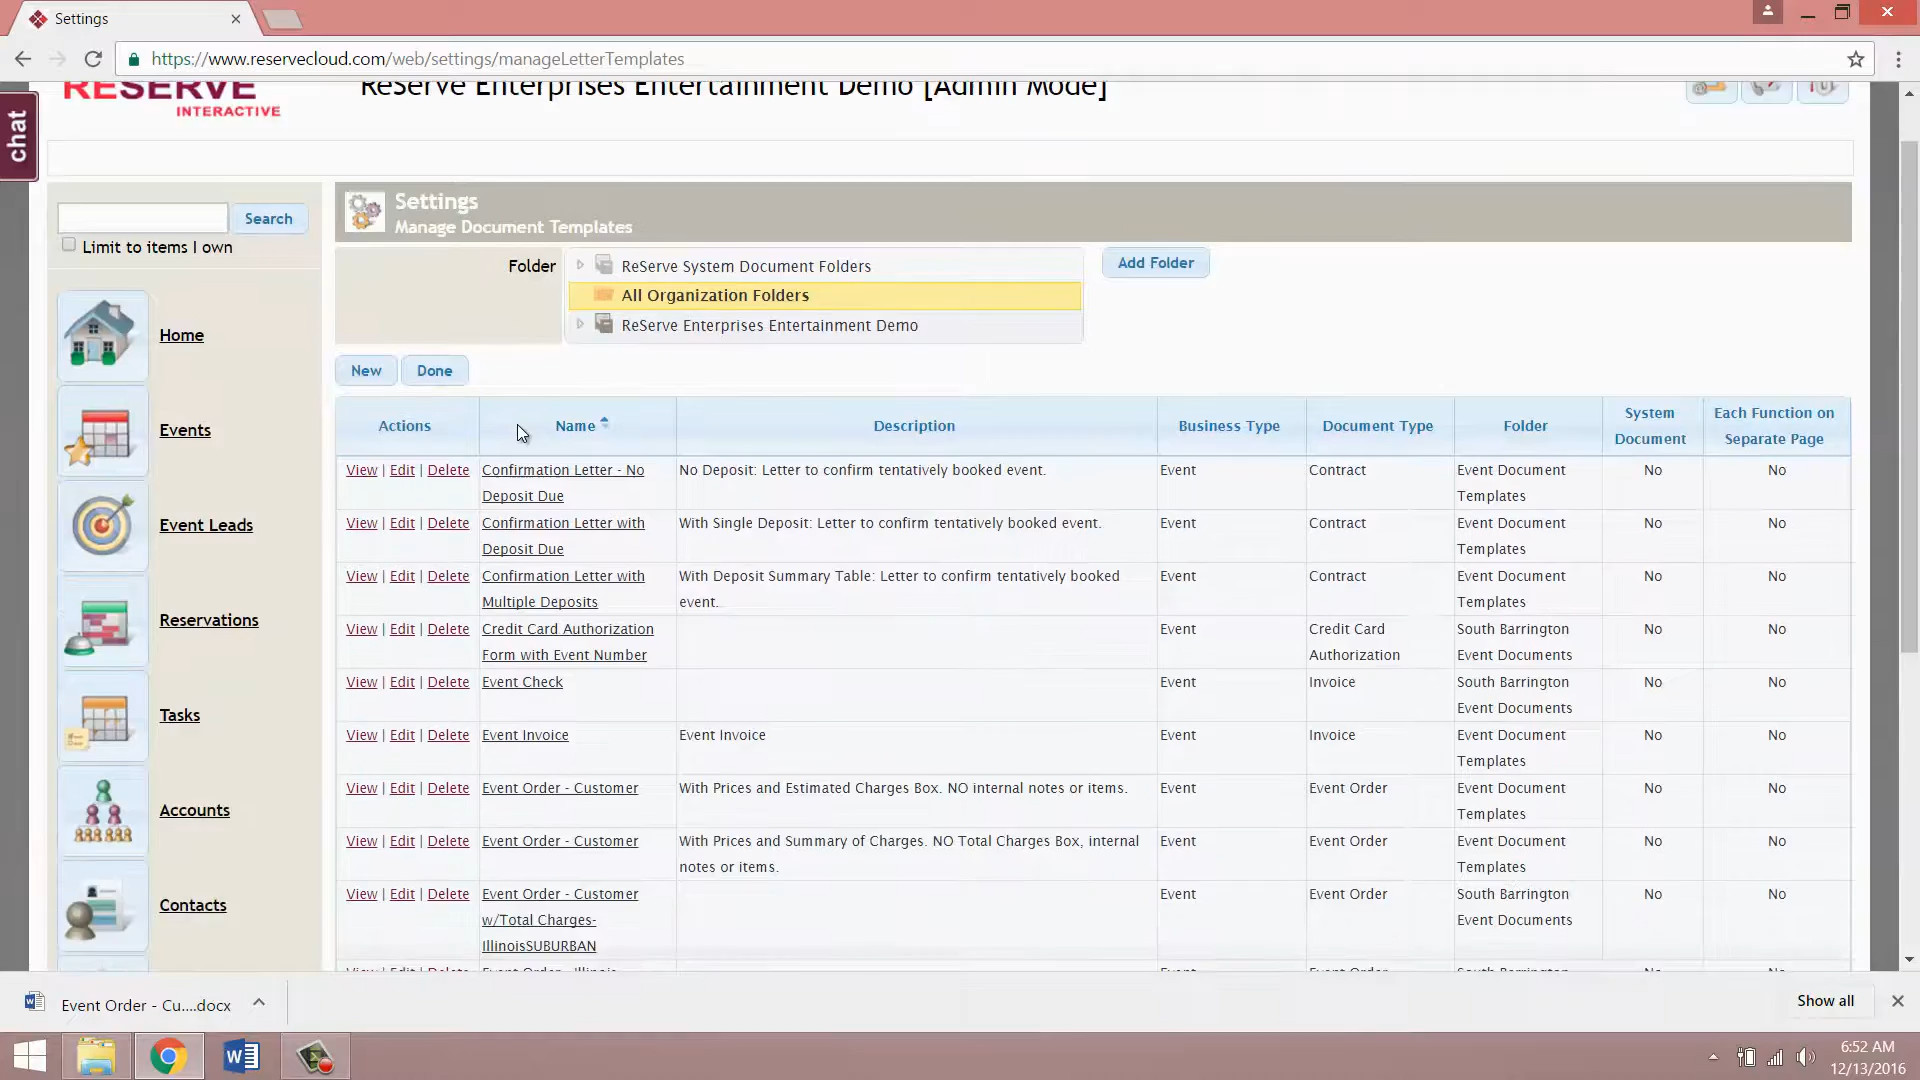 Settings
https://www.reservecloud.com/web/settings/manageLetterTemplates
RESERVE
INTERACTIVE
ReServe Enterprises Entertainment Demo [Admin Mode]
chat
Search
Limit to items I own
Home
Events
Event Leads
Reservations
Tasks
Accounts
Contacts
Settings
Manage Document Templates
Folder
ReServe System Document Folders
All Organization Folders
ReServe Enterprises Entertainment Demo
Add Folder
New
Done
Actions Name Description Business Type Document Type Folder System Document Each Function on Separate Page
View | Edit | Delete Confirmation Letter - No No Deposit: Letter to confirm tentatively booked event. Event Contract Event Document No No
Deposit Due Templates
View | Edit | Delete Confirmation Letter with With Single Deposit: Letter to confirm tentatively booked event. Event Contract Event Document No No
Deposit Due Templates
View | Edit | Delete Confirmation Letter with With Deposit Summary Table: Letter to confirm tentatively booked Event Contract Event Document No No
Multiple Deposits event. Templates
View | Edit | Delete Credit Card Authorization Event Credit Card South Barrington No No
Form with Event Number Authorization Event Documents
View | Edit | Delete Event Check Event Invoice South Barrington No No
Event Documents
View | Edit | Delete Event Invoice Event Invoice Event Invoice Event Document No No
Templates
View | Edit | Delete Event Order - Customer With Prices and Estimated Charges Box. NO internal notes or items. Event Event Order Event Document No No
Templates
View | Edit | Delete Event Order - Customer With Prices and Summary of Charges. NO Total Charges Box, internal Event Event Order Event Document No No
notes or items. Templates
View | Edit | Delete Event Order - Customer Event Event Order South Barrington No No
w/Total Charges- Event Documents
IllinoisSUBURBAN
Event Order - Cu....docx
Show all
6:52 AM
12/13/2016